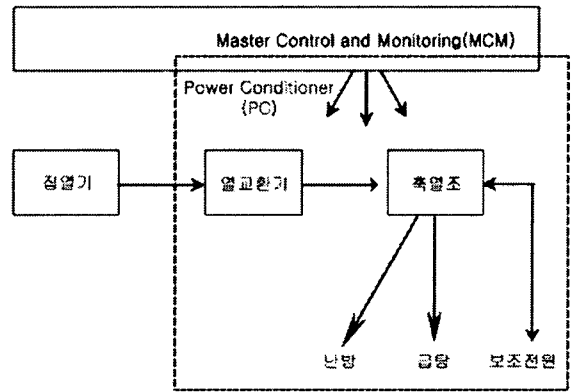 Master Control and Monitoring(MCM)
Power Conditioner
(PC)
집열기
열교환기
축열조
난방
급탕
보조전원